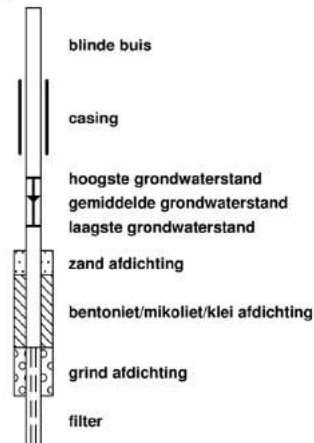 blinde buis
casing
hoogste grondwaterstand
gemiddelde grondwaterstand
laagste grondwaterstand
zand afdichting
bentoniet/mikoliet/klei afdichting
grind afdichting
filter